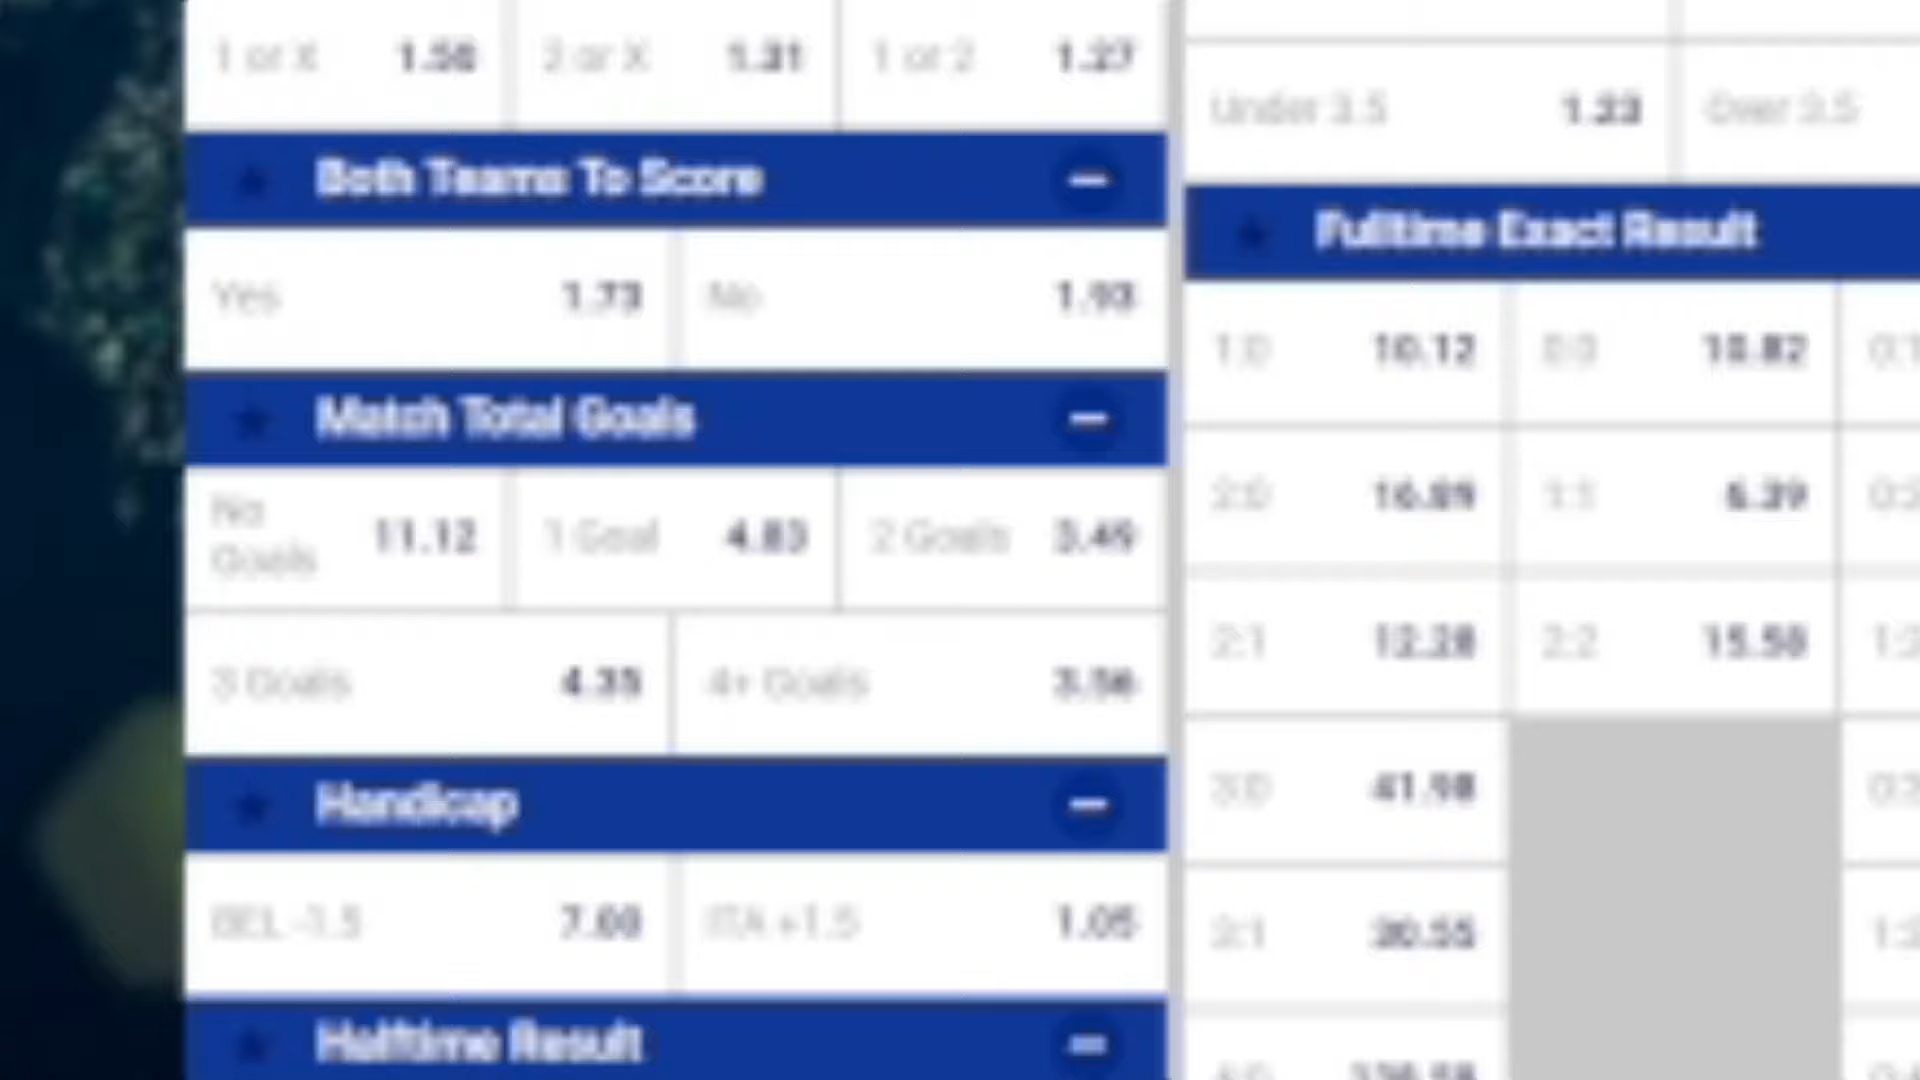 1 or X 1.50 2 or X 1.31 1 or 2 1.27
Both Teams To Score
Yes 1.73 No 1.93
Match Total Goals
No Goals 11.12 1 Goal 4.83 2 Goals 3.49
3 Goals 4.35 4+ Goals 3.56
Handicap
BEL -1.5 7.00 ITA +1.5 1.05
Halftime Result
Under 3.5 1.23 Over 3.5
Fulltime Exact Result
1:0 10.12 0:0 10.82
2:0 1:1 6.39
2:1 12.28 2:2 15.50
3:0 41.98
3:1 30.55